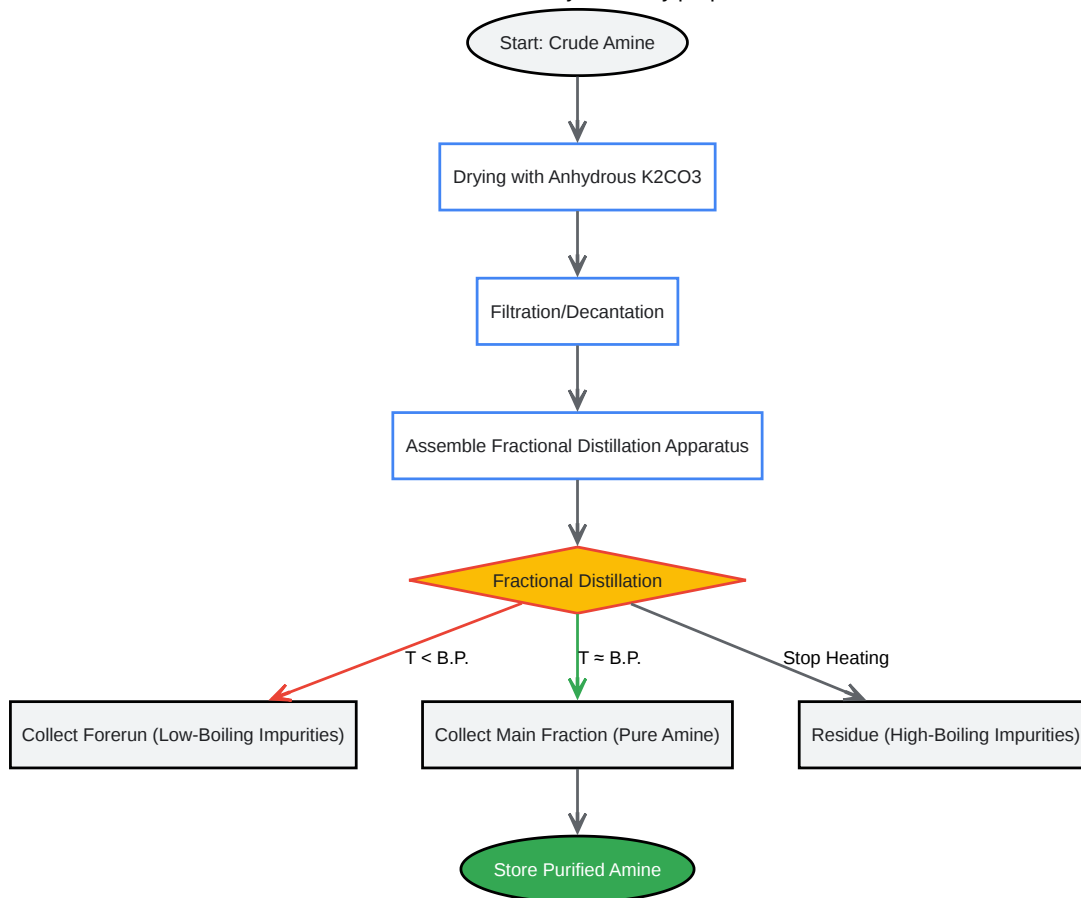 Start: Crude Amine
Drying with Anhydrous K2CO3
Filtration/Decantation
Assemble Fractional Distillation Apparatus
Fractional Distillation
T < B.P.
T ≈ B.P.
Stop Heating
Collect Forerun (Low-Boiling Impurities)
Collect Main Fraction (Pure Amine)
Residue (High-Boiling Impurities)
Store Purified Amine